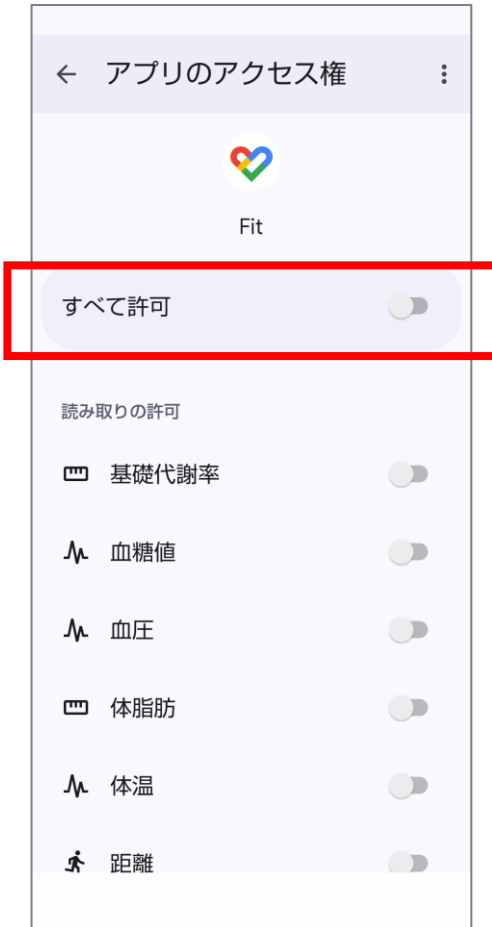 アプリのアクセス権
Fit
すべて許可
読み取りの許可
基礎代謝率
血糖値
血圧
体脂肪
体温
距離